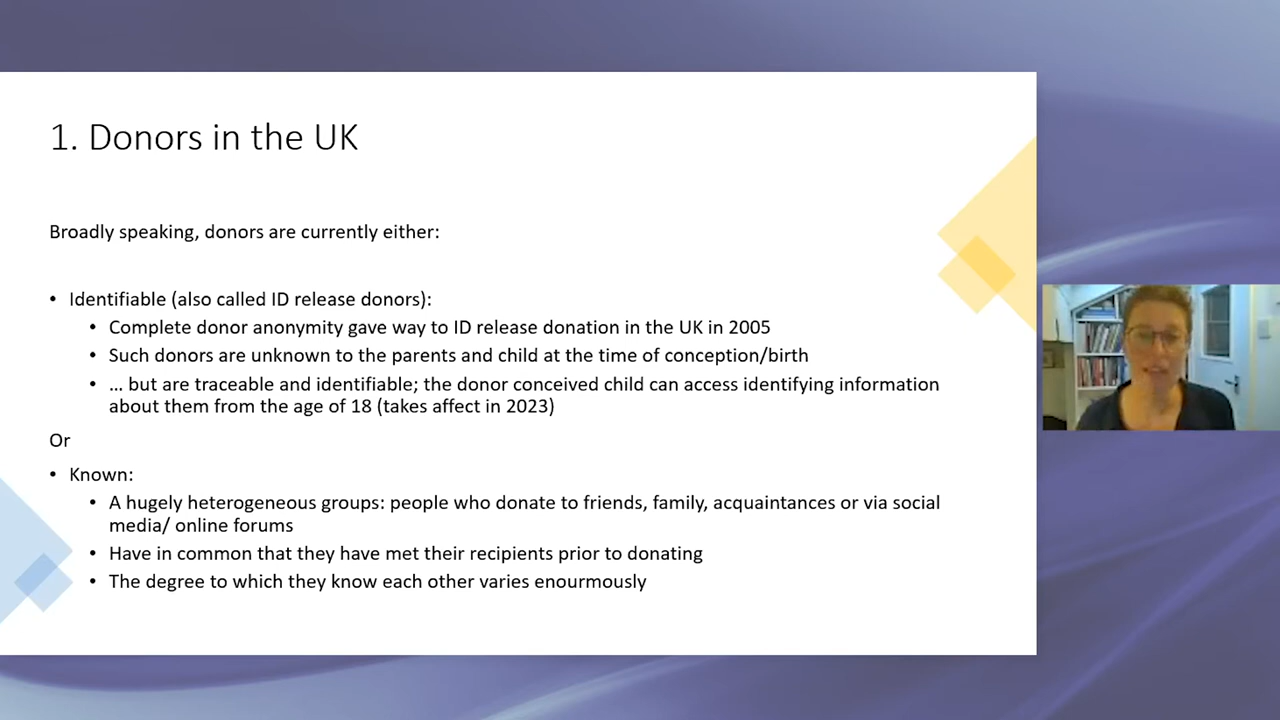 1. Donors in the UK
Broadly speaking, donors are currently either:
• Identifiable (also called ID release donors):
• Complete donor anonymity gave way to ID release donation in the UK in 2005
• Such donors are unknown to the parents and child at the time of conception/birth
• … but are traceable and identifiable; the donor conceived child can access identifying information
about them from the age of 18 (takes affect in 2023)
Or
• Known:
• A hugely heterogeneous groups: people who donate to friends, family, acquaintances or via social
media/ online forums
• Have in common that they have met their recipients prior to donating
• The degree to which they know each other varies enourmously